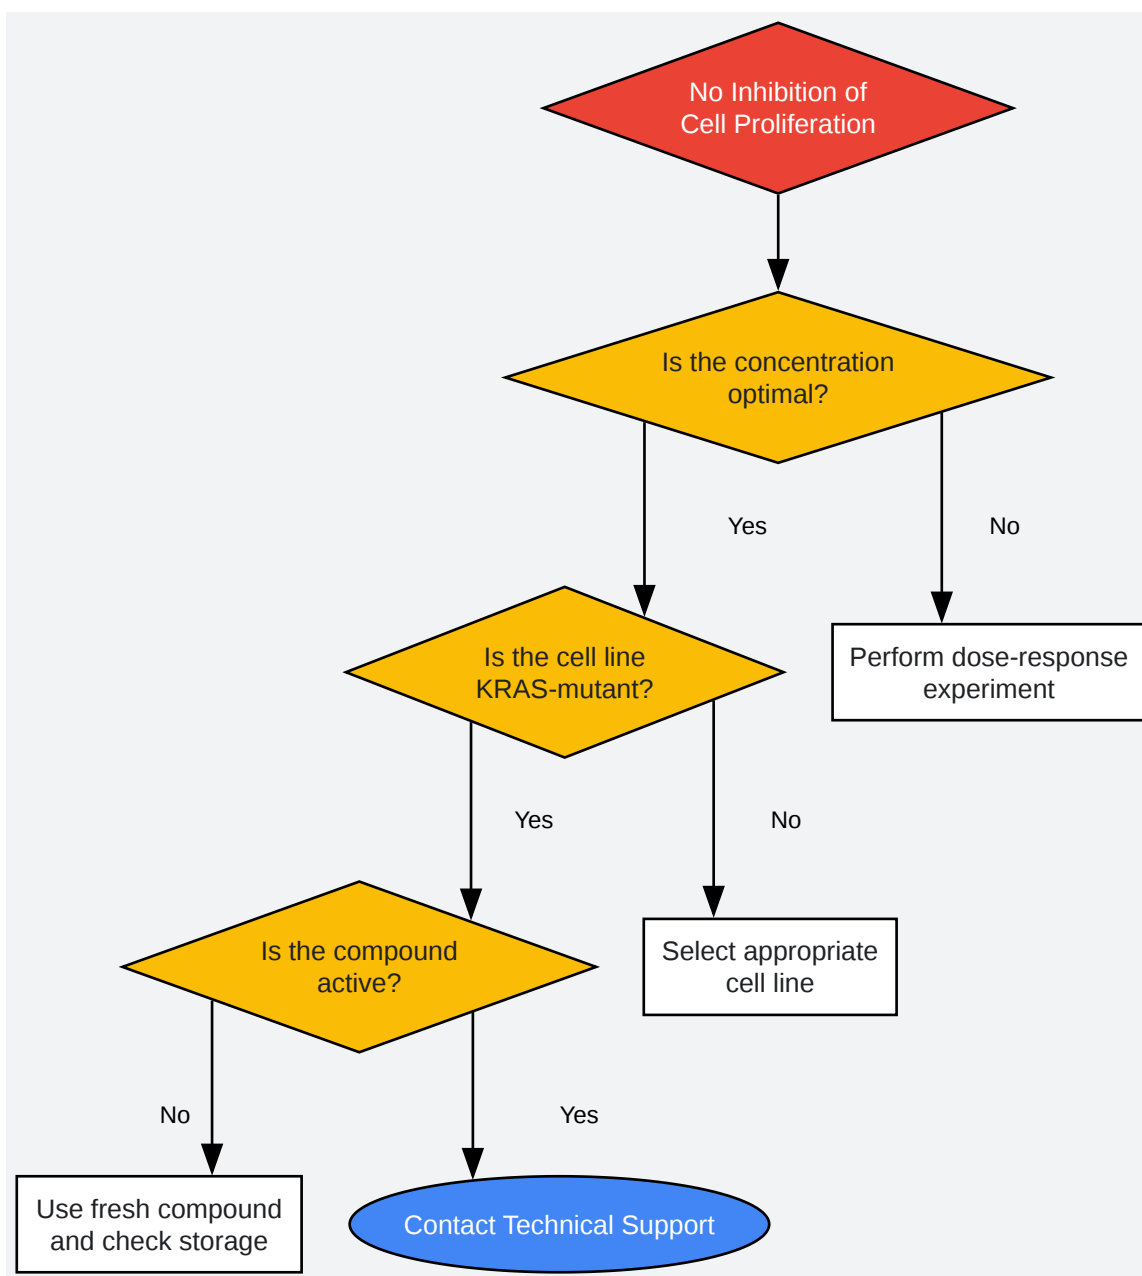 No Inhibition of
Cell Proliferation
Is the concentration
optimal?
Yes
No
Is the cell line
KRAS-mutant?
Perform dose-response
experiment
Yes
No
Is the compound
active?
Select appropriate
cell line
No
Yes
Use fresh compound
and check storage
Contact Technical Support